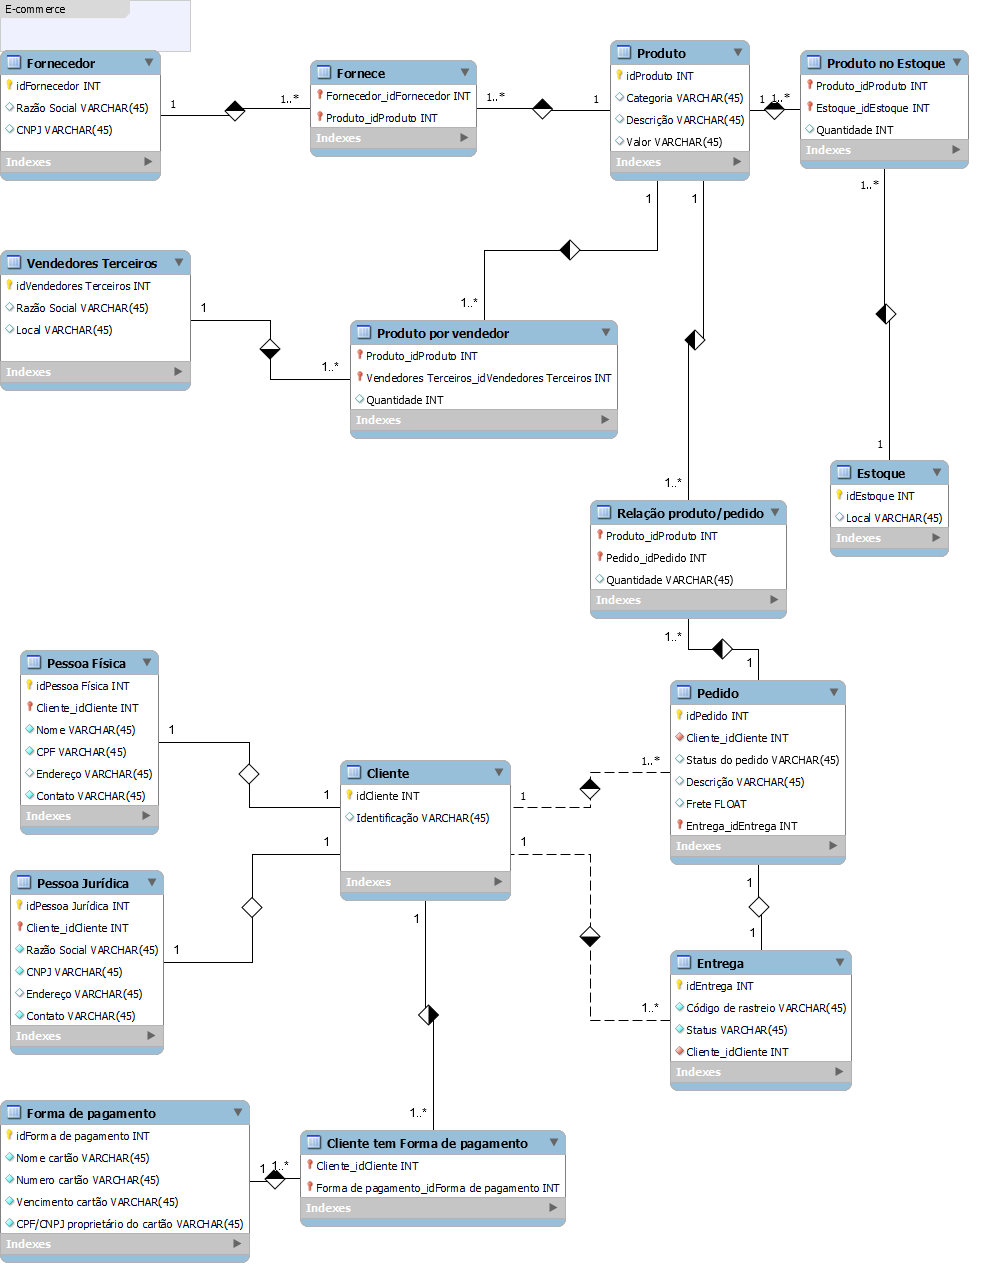 E-commerce
Fornecedor
idFornecedor INT
Razão Social VARCHAR(45)
CNPJ VARCHAR(45)
Indexes
1
1..*
Fornece
Fornecedor_idFornecedor INT
Produto_idProduto INT
Indexes
1..*
1
Produto
idProduto INT
Categoria VARCHAR(45)
Descrição VARCHAR(45)
Valor VARCHAR(45)
Indexes
1
1..*
Produto no Estoque
Produto_idProduto INT
Estoque_idEstoque INT
Quantidade INT
Indexes
1..*
1
1
1
Vendedores Terceiros
idVendedores Terceiros INT
Razão Social VARCHAR(45)
Local VARCHAR(45)
Indexes
1
1..*
1..*
Produto por vendedor
Produto_idProduto INT
Vendedores Terceiros_idVendedores Terceiros INT
Quantidade INT
Indexes
Estoque
idEstoque INT
Local VARCHAR(45)
Indexes
1..*
Relação produto/pedido
Produto_idProduto INT
Pedido_idPedido INT
Quantidade VARCHAR(45)
Indexes
1..*
1
Pessoa Física
idPessoa Física INT
Cliente_idCliente INT
Nome VARCHAR(45)
CPF VARCHAR(45)
Endereço VARCHAR(45)
Contato VARCHAR(45)
Indexes
1
1
Cliente
idCliente INT
Identificação VARCHAR(45)
Indexes
1
1..*
Pedido
idPedido INT
Cliente_idCliente INT
Status do pedido VARCHAR(45)
Descrição VARCHAR(45)
Frete FLOAT
Entrega_idEntrega INT
Indexes
1
1
Pessoa Jurídica
idPessoa Jurídica INT
Cliente_idCliente INT
Razão Social VARCHAR(45)
CNPJ VARCHAR(45)
Endereço VARCHAR(45)
Contato VARCHAR(45)
Indexes
1
1
1
1..*
1
1..*
Entrega
idEntrega INT
Código de rastreio VARCHAR(45)
Status VARCHAR(45)
Cliente_idCliente INT
Indexes
Forma de pagamento
idForma de pagamento INT
Nome cartão VARCHAR(45)
Numero cartão VARCHAR(45)
Vencimento cartão VARCHAR(45)
CPF/CNPJ proprietário do cartão VARCHAR(45)
Indexes
1
1..*
Cliente tem Forma de pagamento
Cliente_idCliente INT
Forma de pagamento_idForma de pagamento INT
Indexes